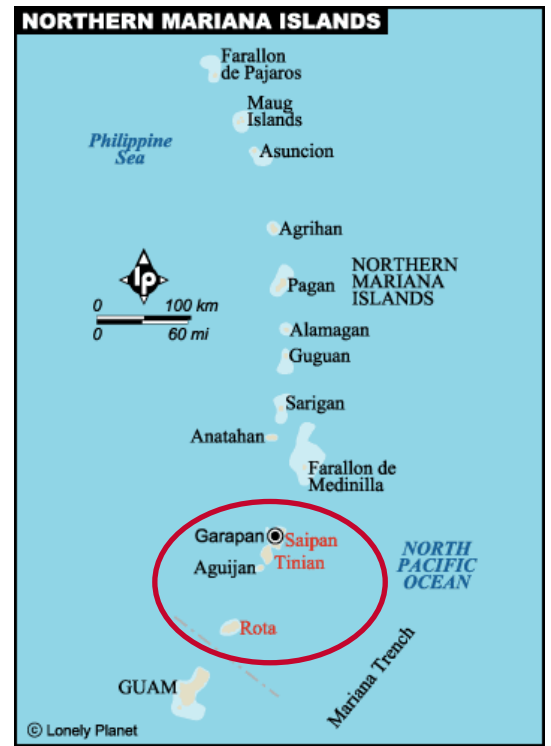 NORTHERN MARIANA ISLANDS
Farallon
de Pajaros
Maug
Islands
Philippine
Sea
Asuncion
Agrihan
lp
NORTHERN
MARIANA
ISLANDS
Pagan
0 100 km
0 60 mi
Alamagan
Guguan
Sarigan
Anatahan
Farallon de
Medinilla
Garapan Saipan
Tinian
Aguijan
NORTH
PACIFIC
OCEAN
Rota
Mariana Trench
GUAM
© Lonely Planet